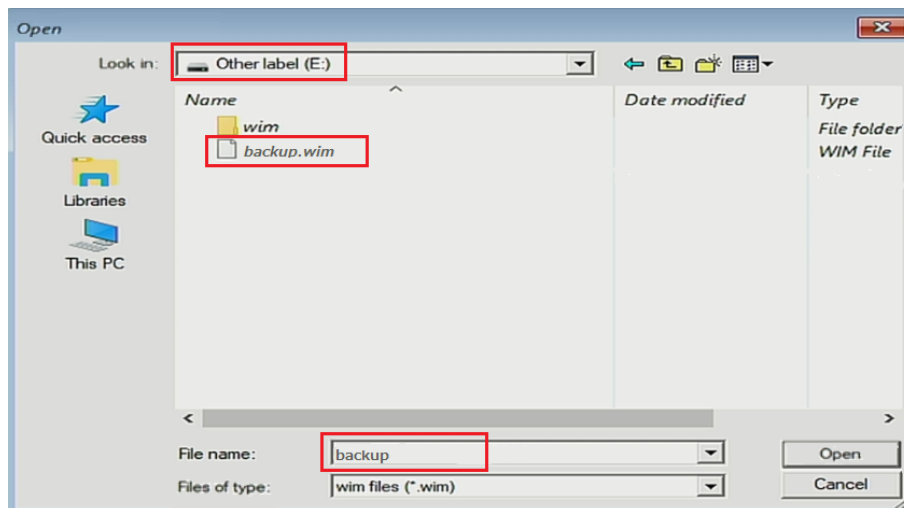 Open
Look in: Other label (E:)
Name Date modified Type
wim File folder
backup.wim WIM File
Quick access
Libraries
This PC
File name: backup Open
Files of type: wim files (*.wim) Cancel